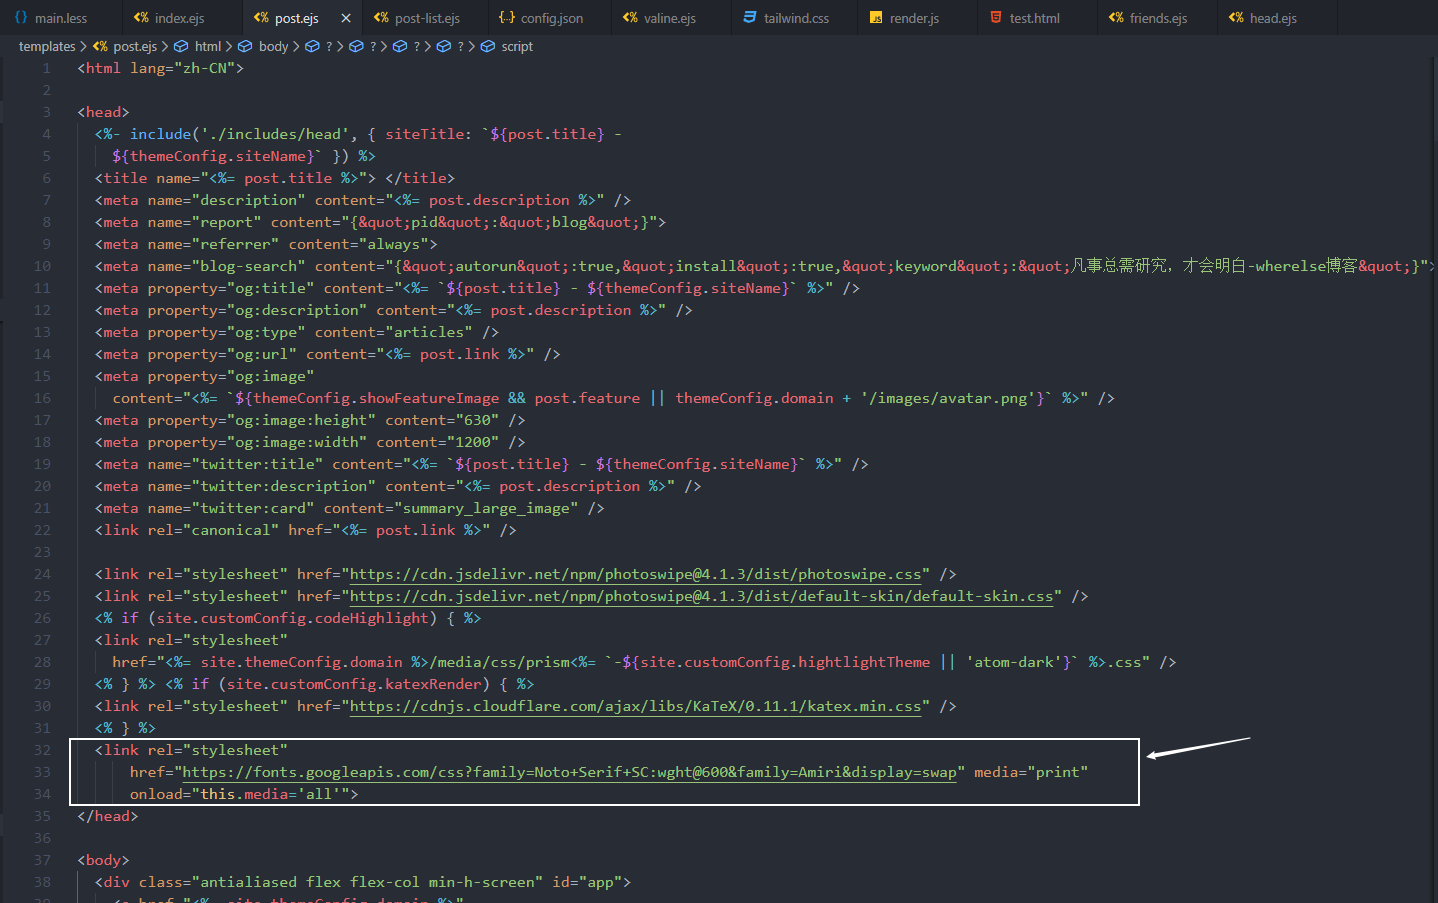 main.less index.ejs post.ejs × post-list.ejs config.json valine.ejs tailwind.css render.js test.html friends.ejs head.ejs
templates > post.ejs > html > body > ? > ? > ? > ? > script
1 <html lang="zh-CN">
2
3 <head>
4 <%- include('./includes/head', { siteTitle: `${post.title} -
5 ${themeConfig.siteName}` }) %>
6 <title name="<%= post.title %>"> </title>
7 <meta name="description" content="<%= post.description %>" />
8 <meta name="report" content="{&quot;pid&quot;:&quot;blog&quot;}">
9 <meta name="referrer" content="always">
10 <meta name="blog-search" content="{&quot;autorun&quot;:true,&quot;install&quot;:true,&quot;keyword&quot;:&quot;凡事总需研究，才会明白-wherelse博客&quot;}">
11 <meta property="og:title" content="<%= `${post.title} - ${themeConfig.siteName}` %>" />
12 <meta property="og:description" content="<%= post.description %>" />
13 <meta property="og:type" content="articles" />
14 <meta property="og:url" content="<%= post.link %>" />
15 <meta property="og:image"
16 content="<%= `${themeConfig.showFeatureImage && post.feature || themeConfig.domain + '/images/avatar.png'}` %>" />
17 <meta property="og:image:height" content="630" />
18 <meta property="og:image:width" content="1200" />
19 <meta name="twitter:title" content="<%= `${post.title} - ${themeConfig.siteName}` %>" />
20 <meta name="twitter:description" content="<%= post.description %>" />
21 <meta name="twitter:card" content="summary_large_image" />
22 <link rel="canonical" href="<%= post.link %>" />
23
24 <link rel="stylesheet" href="https://cdn.jsdelivr.net/npm/photoswipe@4.1.3/dist/photoswipe.css" />
25 <link rel="stylesheet" href="https://cdn.jsdelivr.net/npm/photoswipe@4.1.3/dist/default-skin/default-skin.css" />
26 <% if (site.customConfig.codeHighlight) { %>
27 <link rel="stylesheet"
28 href="<%= site.themeConfig.domain %>/media/css/prism<%= `-${site.customConfig.hightlightTheme || 'atom-dark'}` %>.css" />
29 <% } %> <% if (site.customConfig.katexRender) { %>
30 <link rel="stylesheet" href="https://cdnjs.cloudflare.com/ajax/libs/KaTeX/0.11.1/katex.min.css" />
31 <% } %>
32 <link rel="stylesheet"
33 href="https://fonts.googleapis.com/css?family=Noto+Serif+SC:wght@600&family=Amiri&display=swap" media="print"
34 onload="this.media='all'">
35 </head>
36
37 <body>
38 <div class="antialiased flex flex-col min-h-screen" id="app">
39 <a href="<%= site.themeConfig.domain %>"